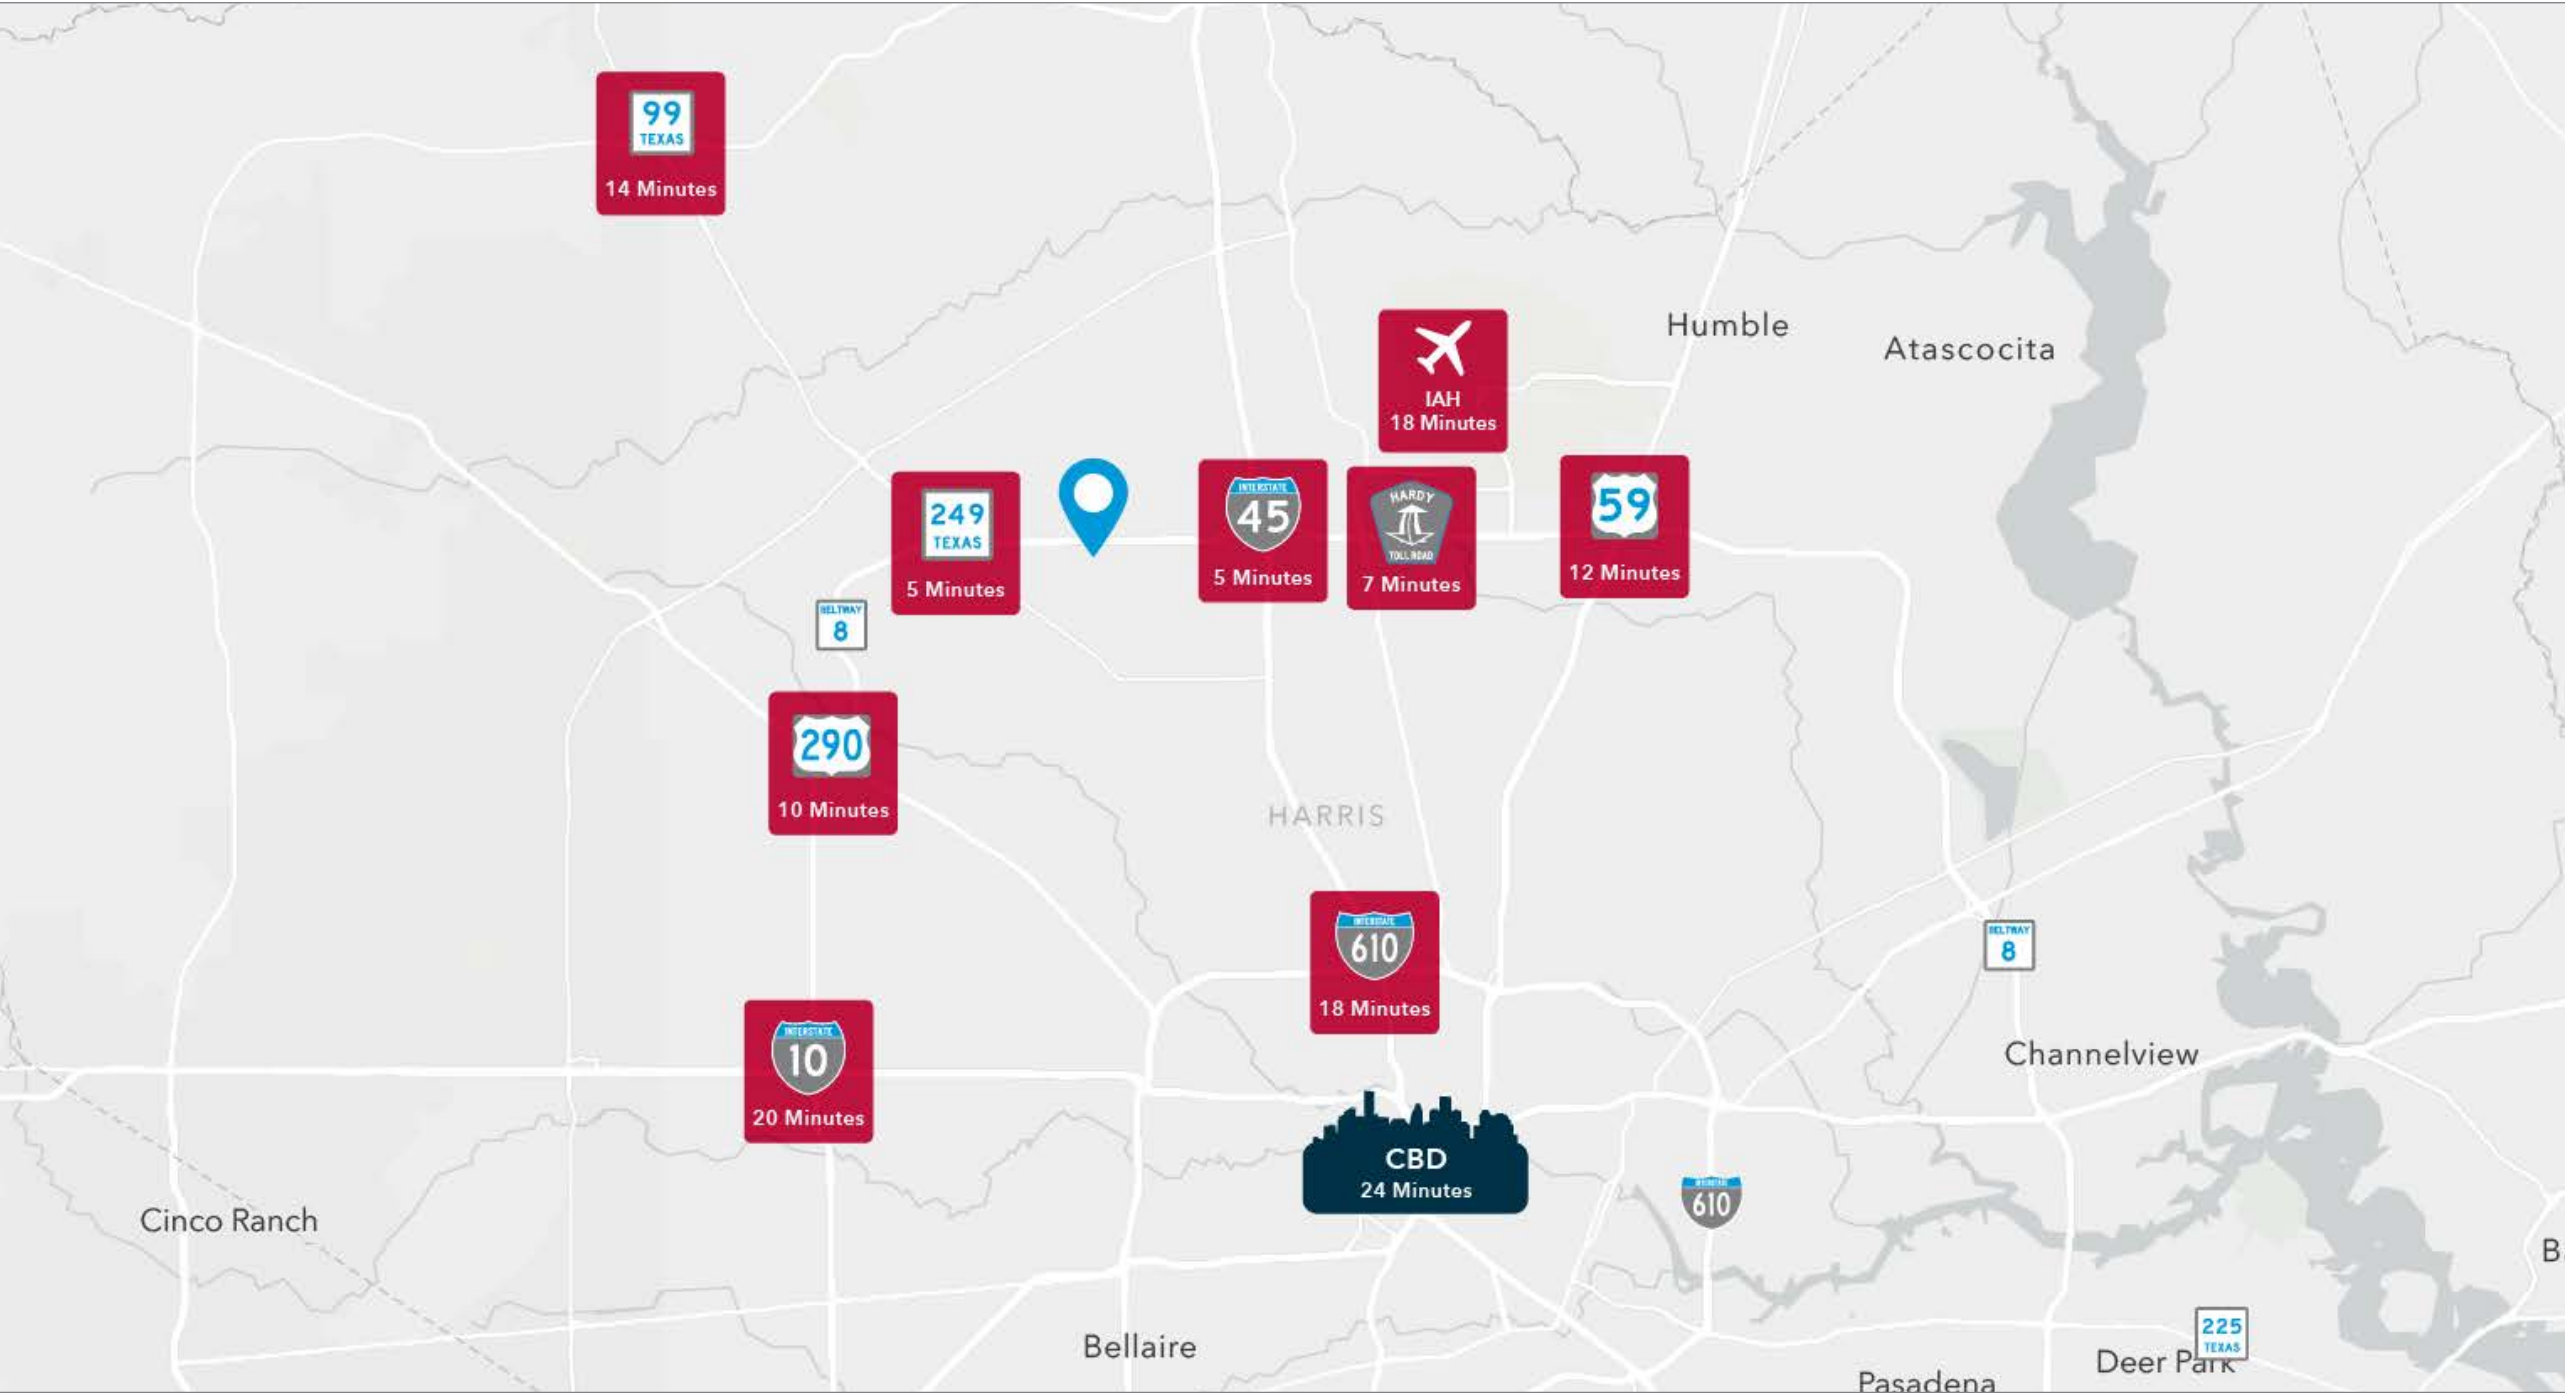 99
TEXAS
14 Minutes
Humble
Atascocita
IAH
18 Minutes
249
TEXAS
5 Minutes
INTERSTATE
45
5 Minutes
HARDY
TOLL ROAD
7 Minutes
59
12 Minutes
BELTWAY
8
290
10 Minutes
HARRIS
INTERSTATE
610
18 Minutes
BELTWAY
8
INTERSTATE
10
20 Minutes
Channelview
CBD
24 Minutes
INTERSTATE
610
Cinco Ranch
B
225
TEXAS
Bellaire
Deer Park
Pasadena